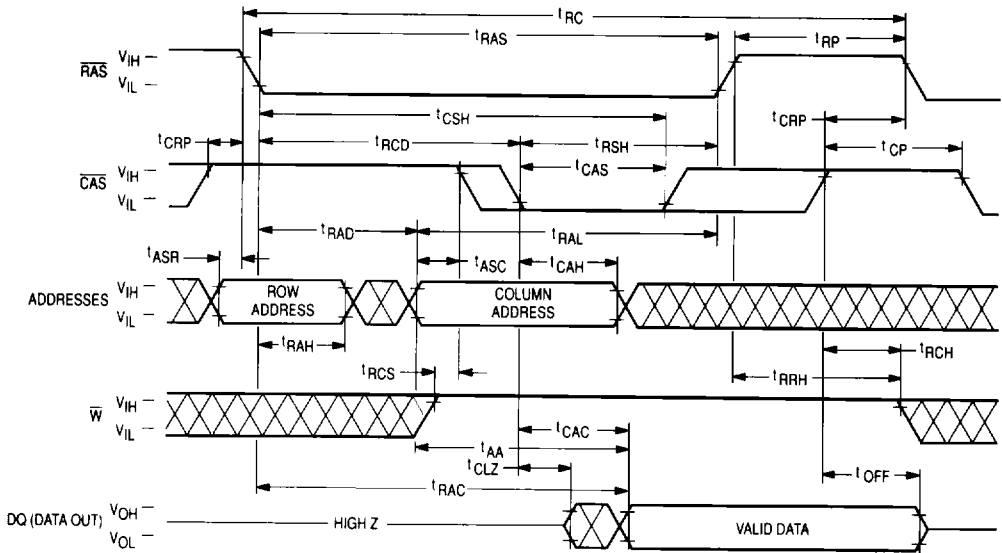 tRC
tRAS
tRP
RAS
VIH
VIL
tCSH
tCRP
tRCD
tRSH
tCRP
tCP
tCAS
CAS
VIH
VIL
tRAD
tRAL
tASR
tASC
tCAH
ADDRESSES
VIH
VIL
ROW
ADDRESS
COLUMN
ADDRESS
tRAH
tRCS
tRCH
tRRH
W
VIH
VIL
tCAC
tAA
tCLZ
tOFF
tRAC
DQ (DATA OUT)
VOH
VOL
HIGH Z
VALID DATA